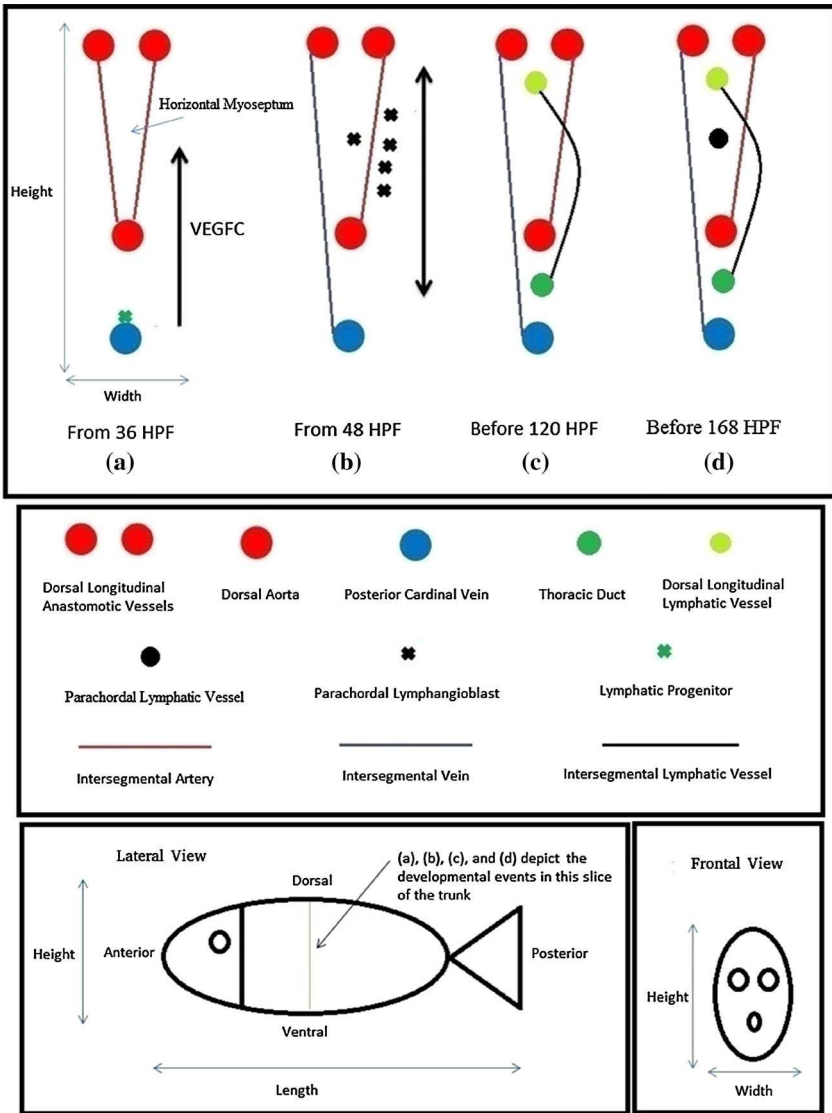 Height
Horizontal Myoseptum
VEGFC
Width
From 36 HPF
From 48 HPF
Before 120 HPF
Before 168 HPF
(a)
(b)
(c)
(d)
Dorsal Longitudinal
Anastomotic Vessels
Dorsal Aorta
Posterior Cardinal Vein
Thoracic Duct
Dorsal Longitudinal
Lymphatic Vessel
Parachordal Lymphatic Vessel
Parachordal Lymphangioblast
Lymphatic Progenitor
Intersegmental Artery
Intersegmental Vein
Intersegmental Lymphatic Vessel
Lateral View
(a), (b), (c), and (d) depict the
developmental events in this slice
of the trunk
Dorsal
Height
Anterior
Posterior
Ventral
Length
Frontal View
Height
Width